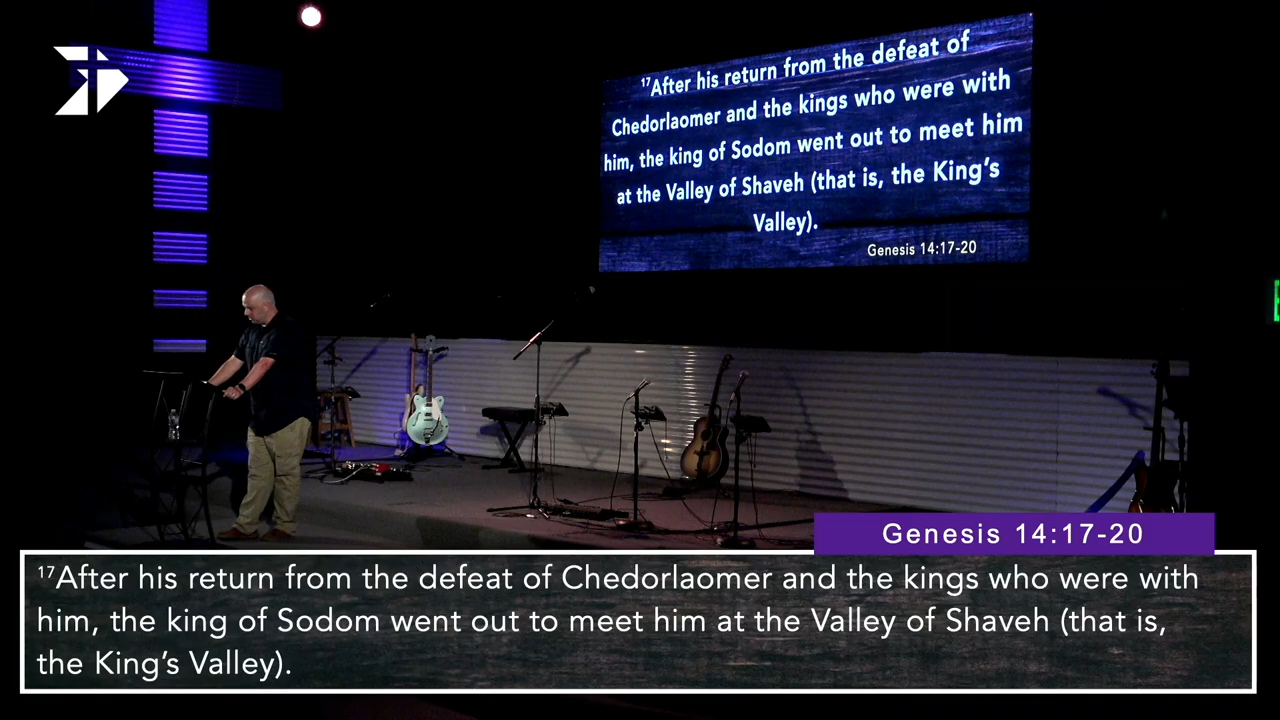 ¹⁷After his return from the defeat of
Chedorlaomer and the kings who were with
him, the king of Sodom went out to meet him
at the Valley of Shaveh (that is, the King's
Valley).
Genesis 14:17-20
Genesis 14:17-20
¹⁷After his return from the defeat of Chedorlaomer and the kings who were with
him, the king of Sodom went out to meet him at the Valley of Shaveh (that is,
the King's Valley).